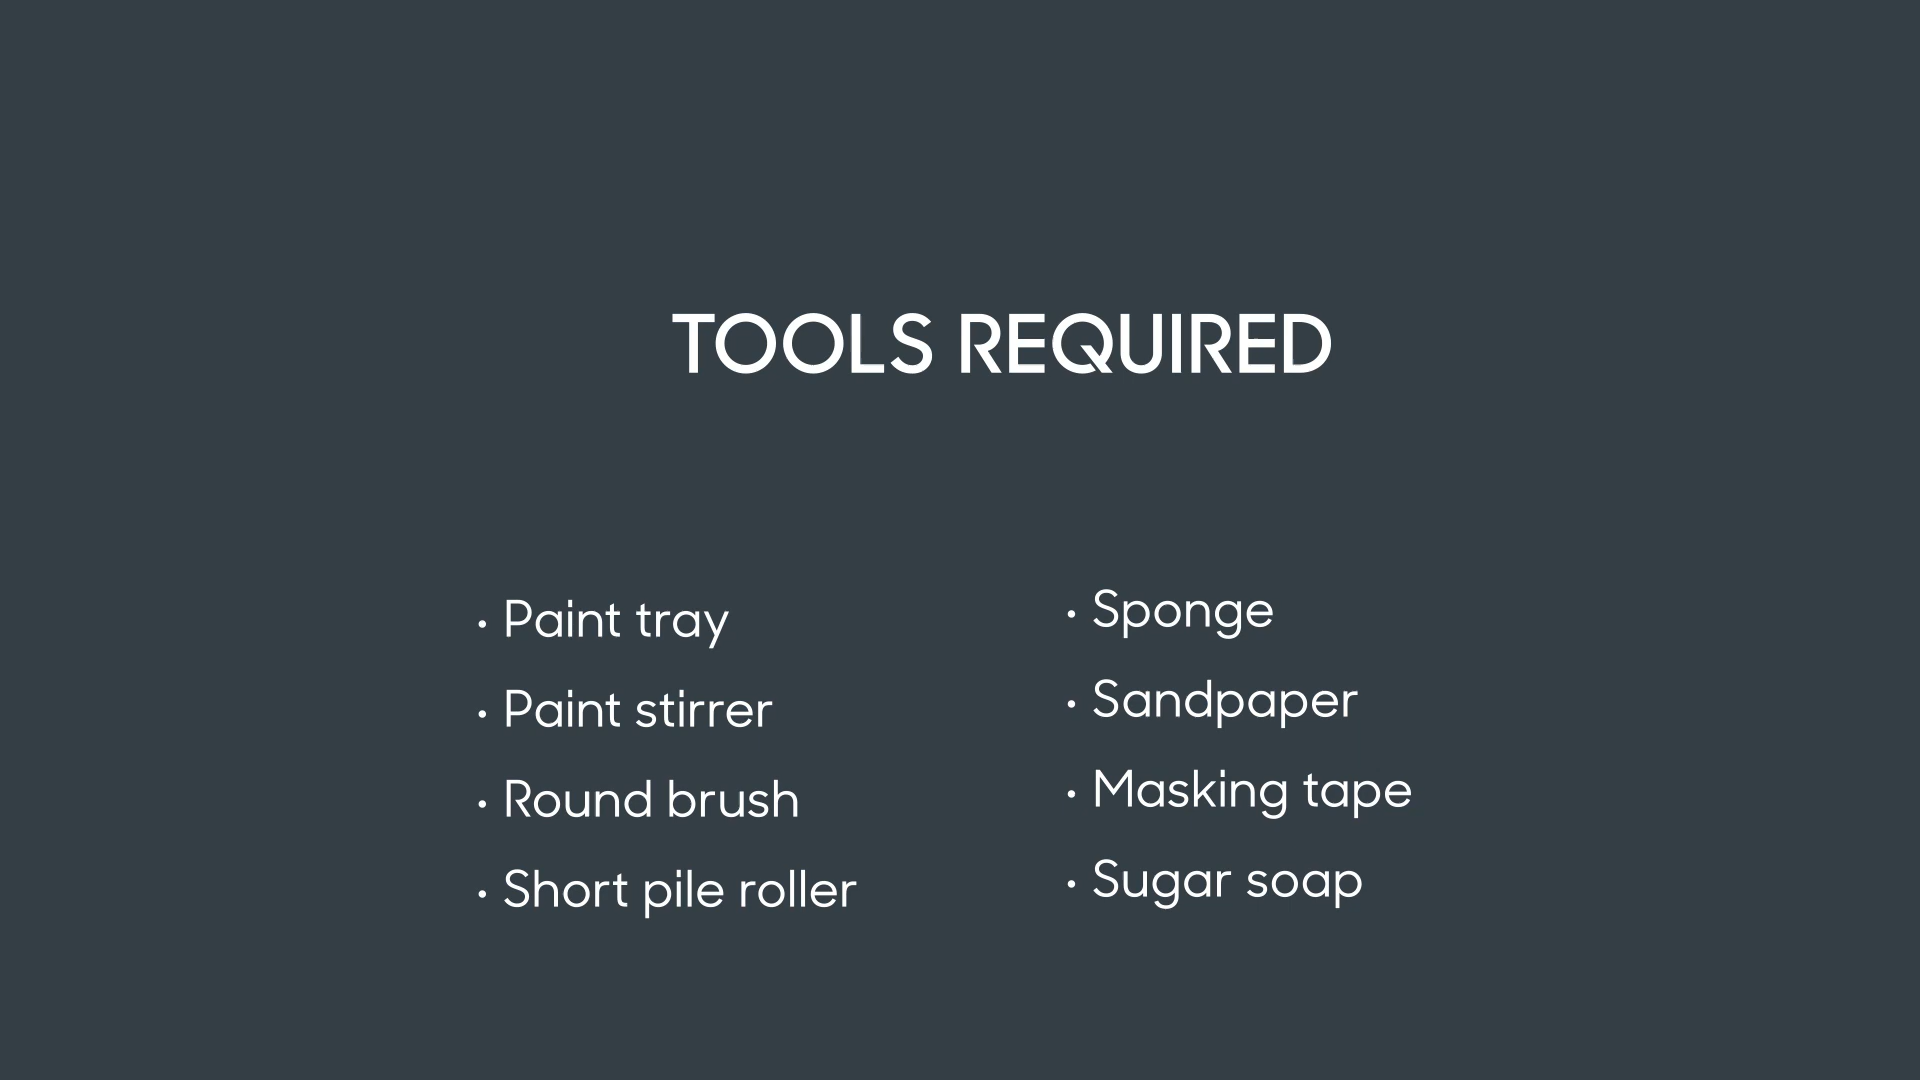 TOOLS REQUIRED
· Paint tray
· Paint stirrer
· Round brush
· Short pile roller
· Sponge
· Sandpaper
· Masking tape
· Sugar soap